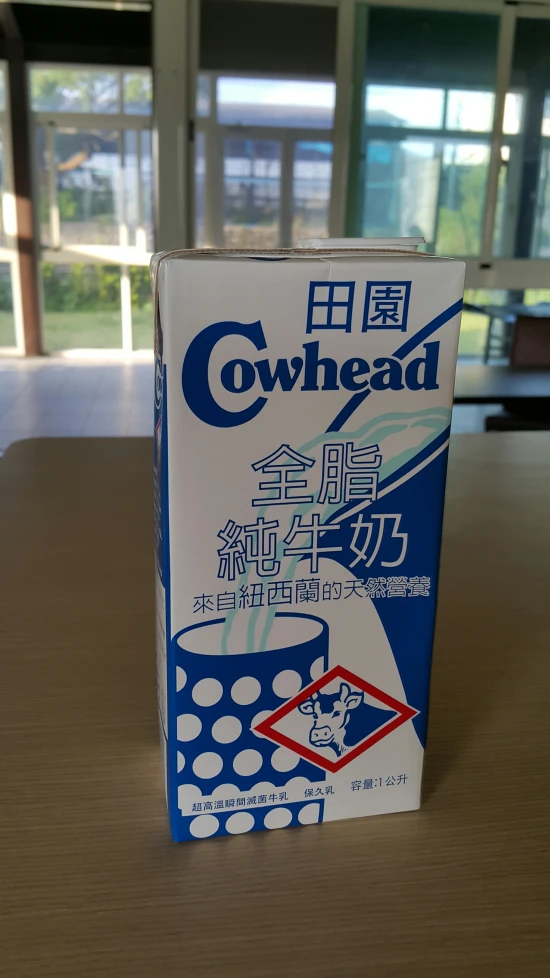 田園
Cowhead
全脂
純牛奶
來自紐西蘭的天然營養
超高溫瞬間滅菌牛乳 保久乳 容量:1公升